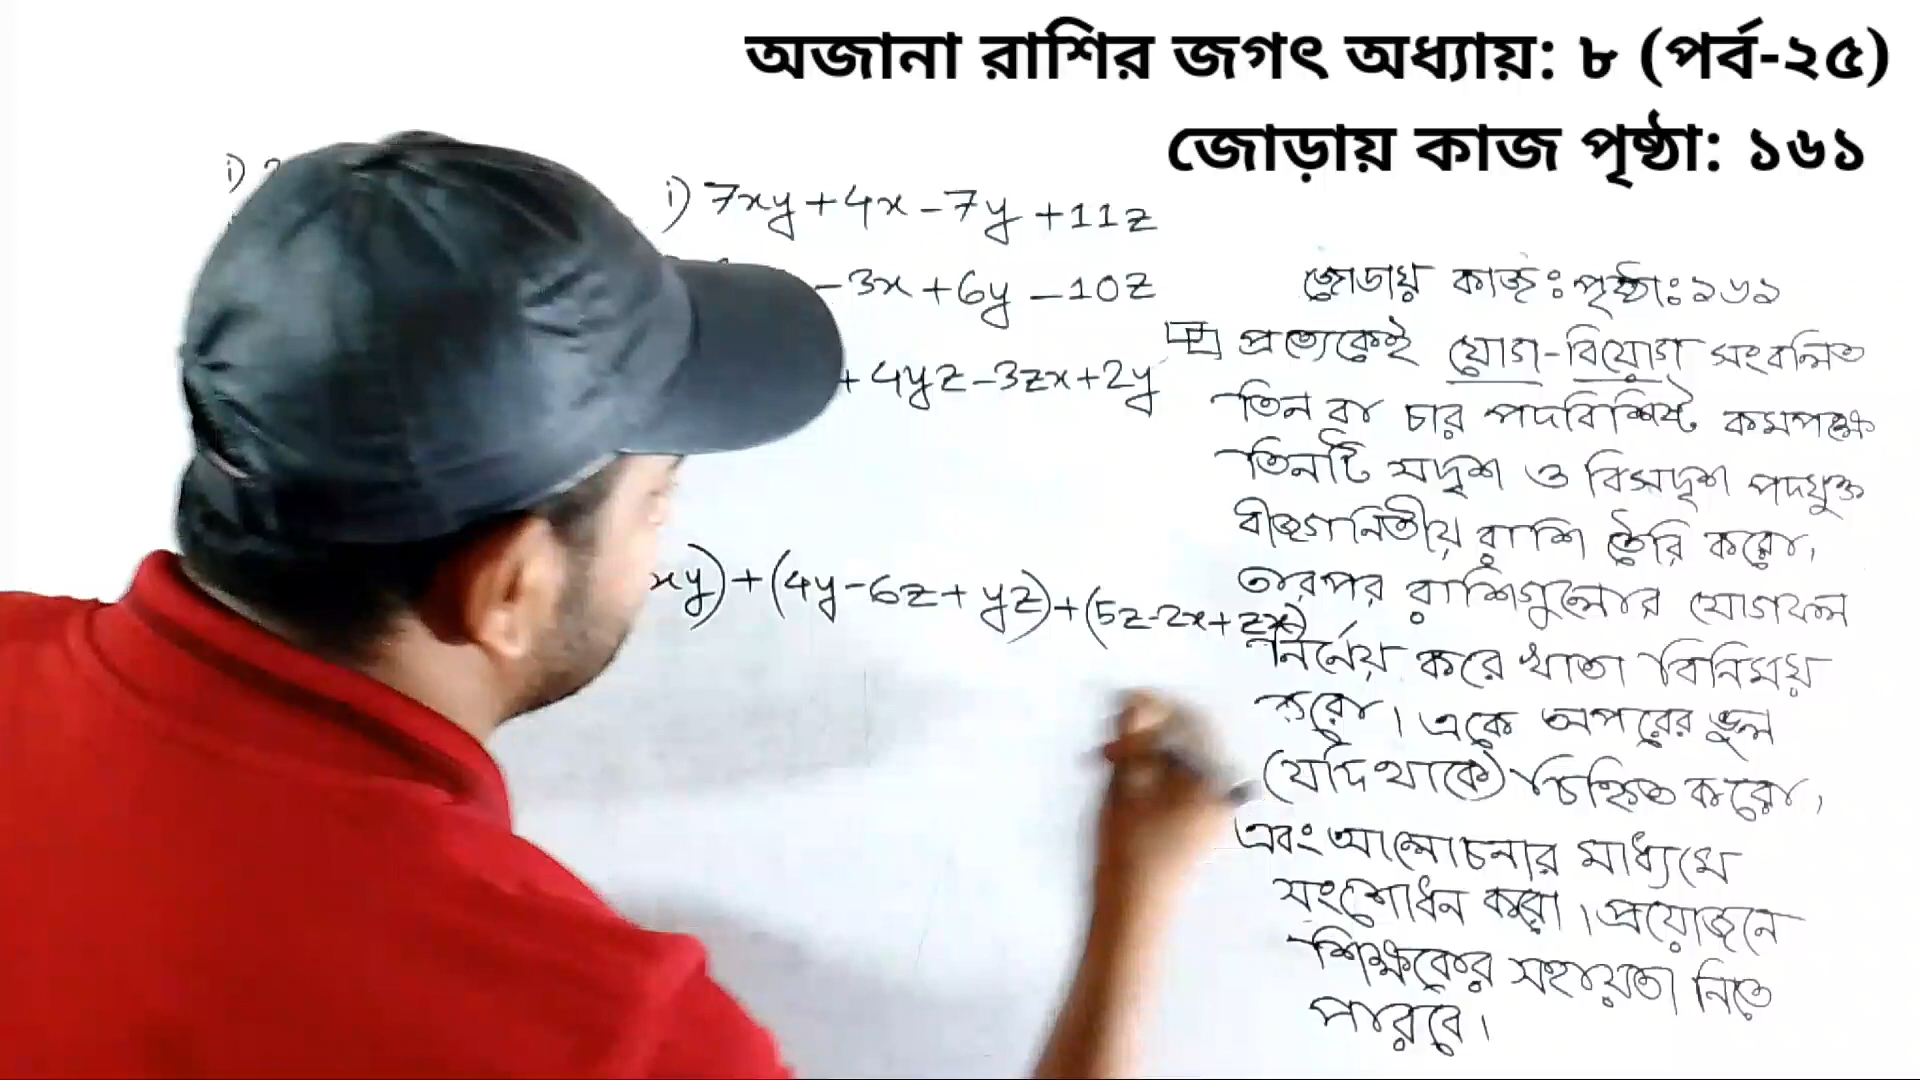 অজানা রাশির জগৎ অধ্যায়: ৮ (পর্ব-২৫)
জোড়ায় কাজ পৃষ্ঠা: ১৬১
i)
i) 7xy+4x-7y+11z
-3x+6y-10z
+4yz-3zx+2y
xy)+(4y-6z+yz)+(5z-2x+zx)
জোড়ায় কাজ: পৃষ্ঠা: ১৬১
প্রত্যেকেই যোগ-বিয়োগ সংবলিত
তিন বা চার পদবিশিষ্ট কমপক্ষে
তিনটি সদৃশ ও বিসদৃশ পদযুক্ত
বীজগানিতীয় রাশি তৈরি করো।
তারপর রাশিগুলোর যোগফল
নির্নেয় করে খাতা বিনিময়
করো। একে অপরের ভুল
(যদি থাকে) চিহ্নিত করো।
এবং আলোচনার মাধ্যমে
সংশোধন করো। প্রয়োজনে
শিক্ষকের সহায়তা নিতে
পারবে।